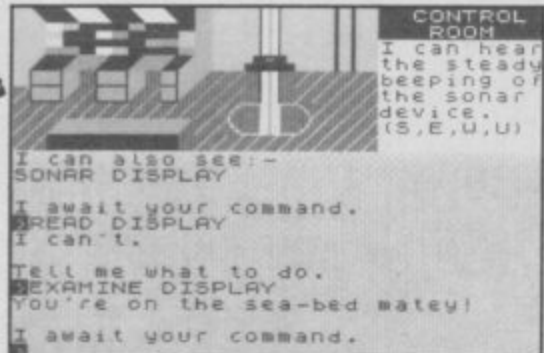 CONTROL
ROOM
I can hear
the steady
beeping of
the sonar
device.
(S,E,W,U)
I can also see:-
SONAR DISPLAY
I await your command.
>READ DISPLAY
I can't.
Tell me what to do.
>EXAMINE DISPLAY
You're on the sea-bed matey!
I await your command.
>